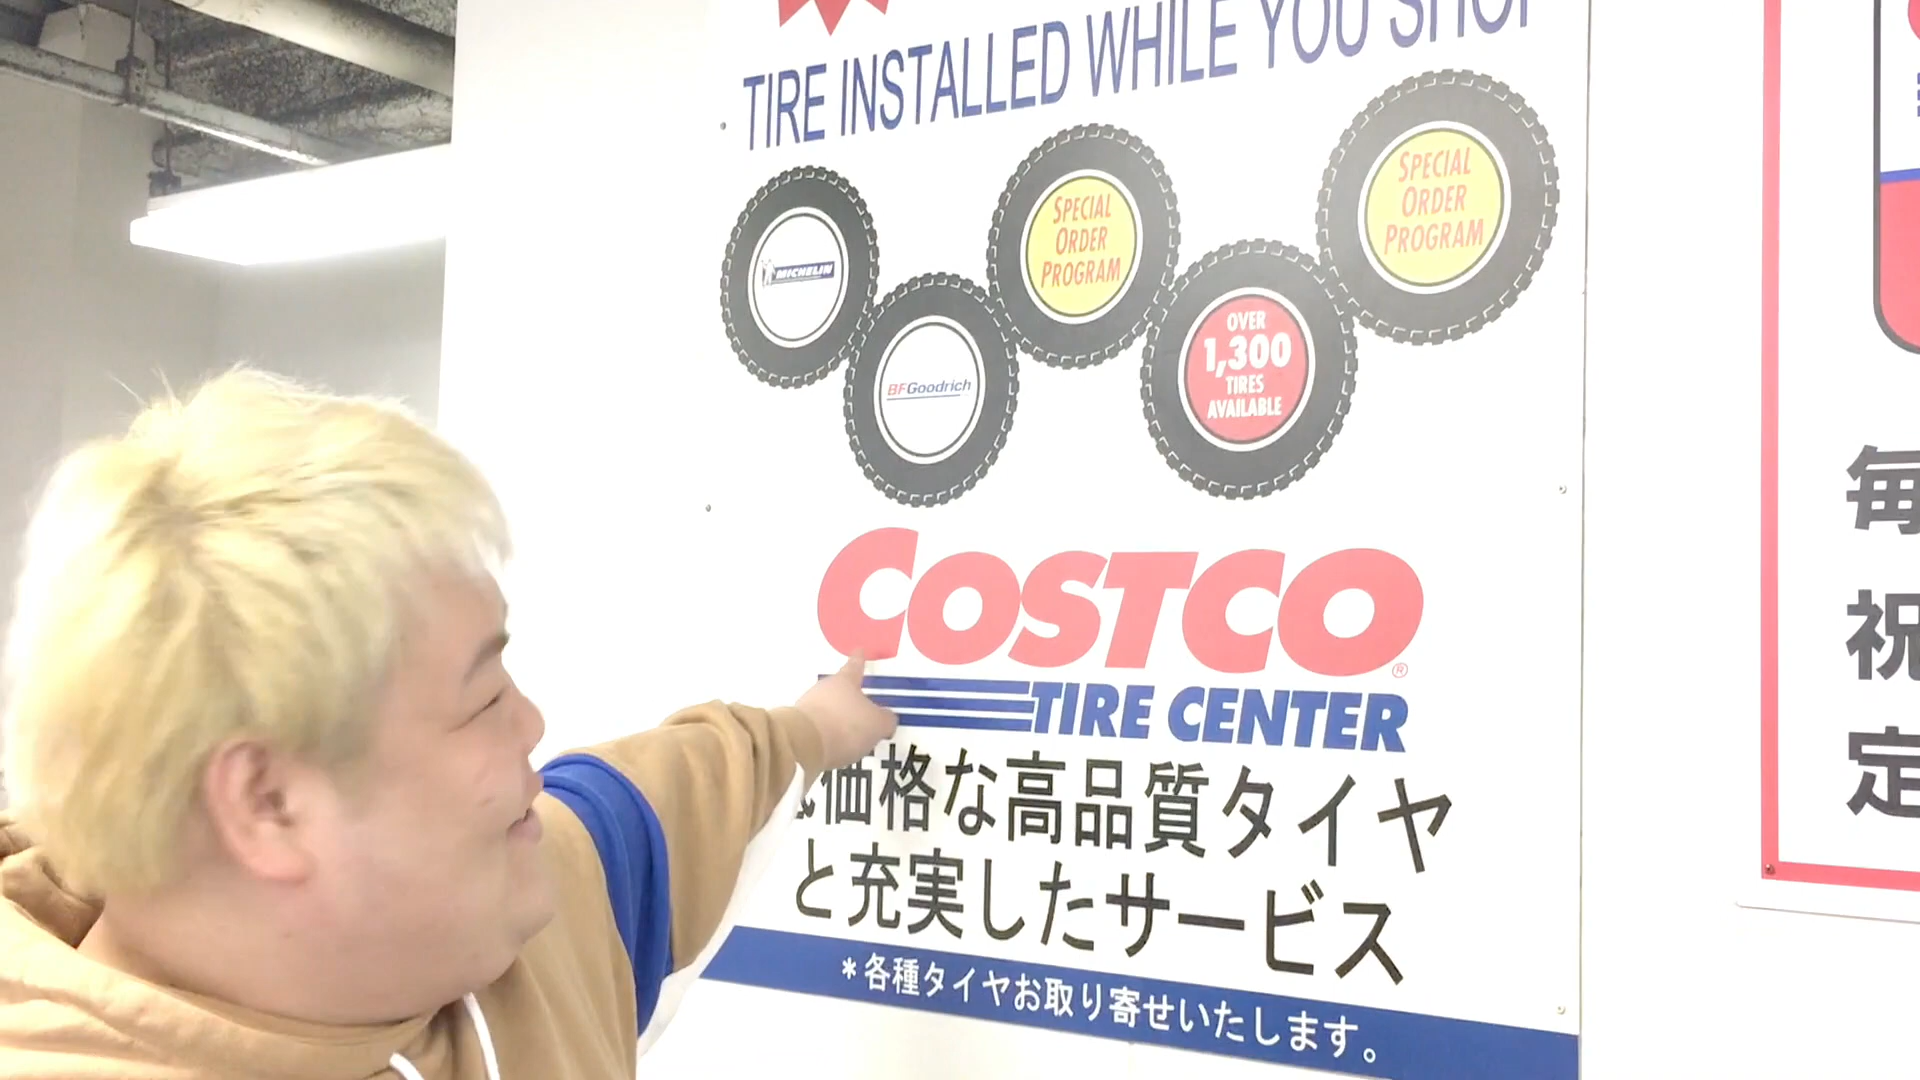 TIRE INSTALLED WHILE YOU SHOP
MICHELIN
BFGoodrich
SPECIAL
ORDER
PROGRAM
OVER
1,300
TIRES
AVAILABLE
SPECIAL
ORDER
PROGRAM
COSTCO®
TIRE CENTER
価格な高品質タイヤ
と充実したサービス
*各種タイヤお取り寄せいたします。
毎
祝
定